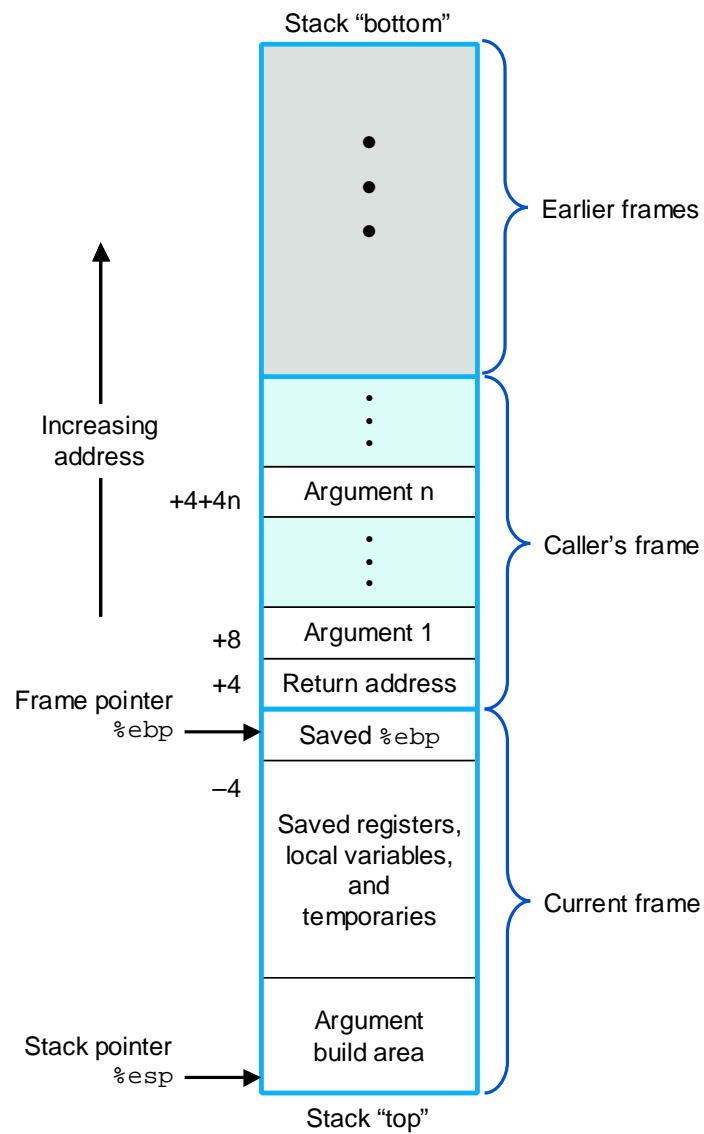 Stack “bottom”
Earlier frames
Increasing
address
+4+4n
Argument n
Caller’s frame
+8
Argument 1
+4
Return address
Frame pointer
%ebp
Saved %ebp
−4
Saved registers,
local variables,
and
temporaries
Current frame
Argument
build area
Stack pointer
%esp
Stack “top”